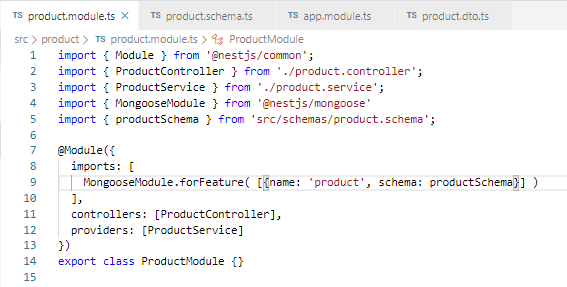 TS product.module.ts × TS product.schema.ts TS app.module.ts TS product.dto.ts
src > product > TS product.module.ts > ProductModule
1 import { Module } from '@nestjs/common';
2 import { ProductController } from './product.controller';
3 import { ProductService } from './product.service';
4 import { MongooseModule } from '@nestjs/mongoose'
5 import { productSchema } from 'src/schemas/product.schema';
6
7 @Module({
8   imports: [
9     MongooseModule.forFeature( [{name: 'product', schema: productSchema}] )
10   ],
11   controllers: [ProductController],
12   providers: [ProductService]
13 })
14 export class ProductModule {}
15